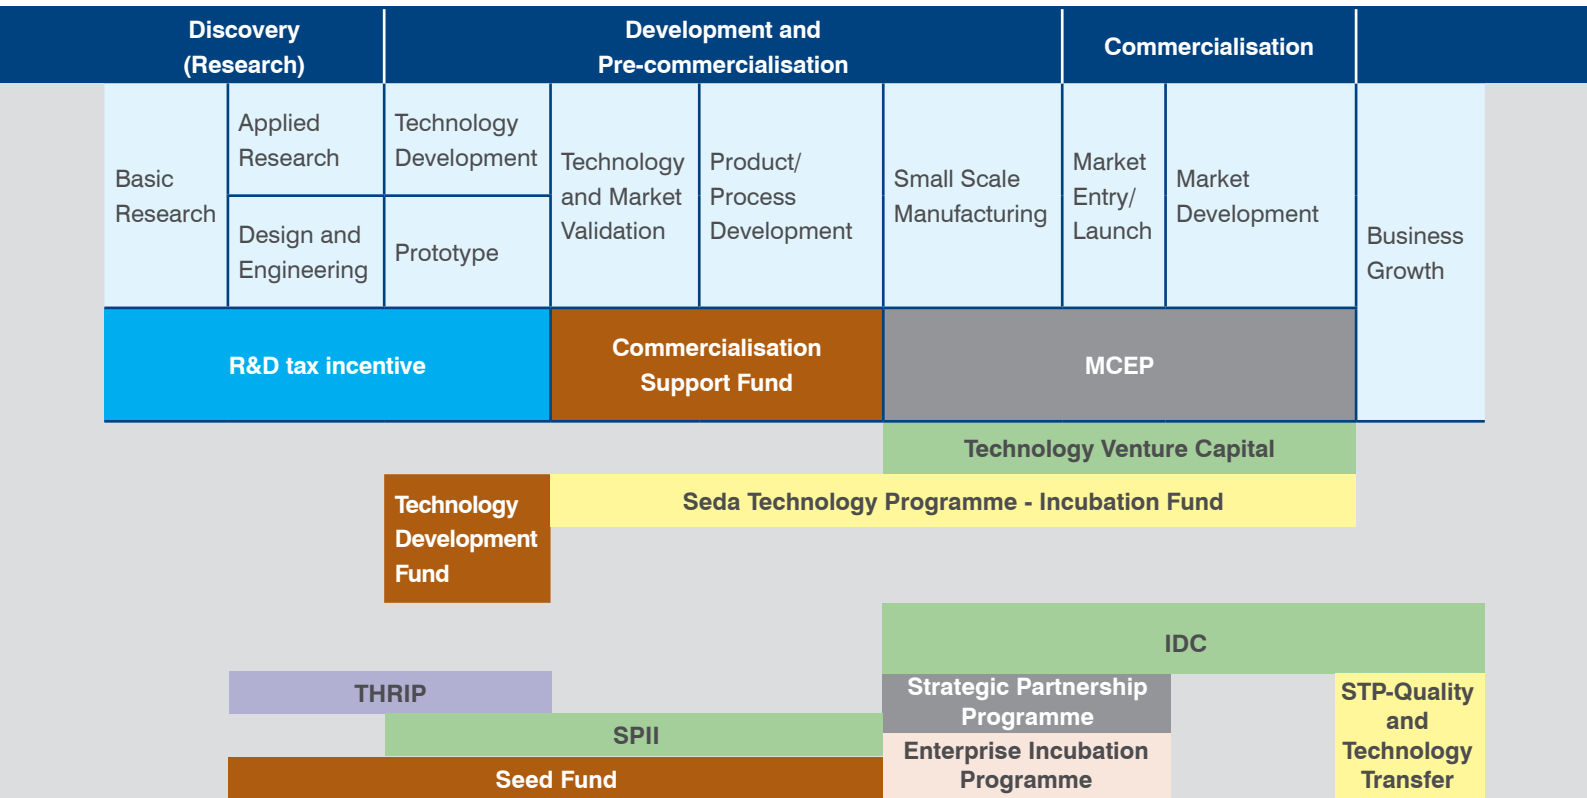 Discovery
(Research)
Development and
Pre-commercialisation
Commercialisation
Basic
Research
Applied
Research
Design and
Engineering
Technology
Development
Prototype
Technology
and Market
Validation
Product/
Process
Development
Small Scale
Manufacturing
Market
Entry/
Launch
Market
Development
Business
Growth
R&D tax incentive
Commercialisation
Support Fund
MCEP
Technology Venture Capital
Technology
Development
Fund
Seda Technology Programme - Incubation Fund
IDC
THRIP
Strategic Partnership
Programme
STP-Quality
and
Technology
Transfer
SPII
Enterprise Incubation
Programme
Seed Fund